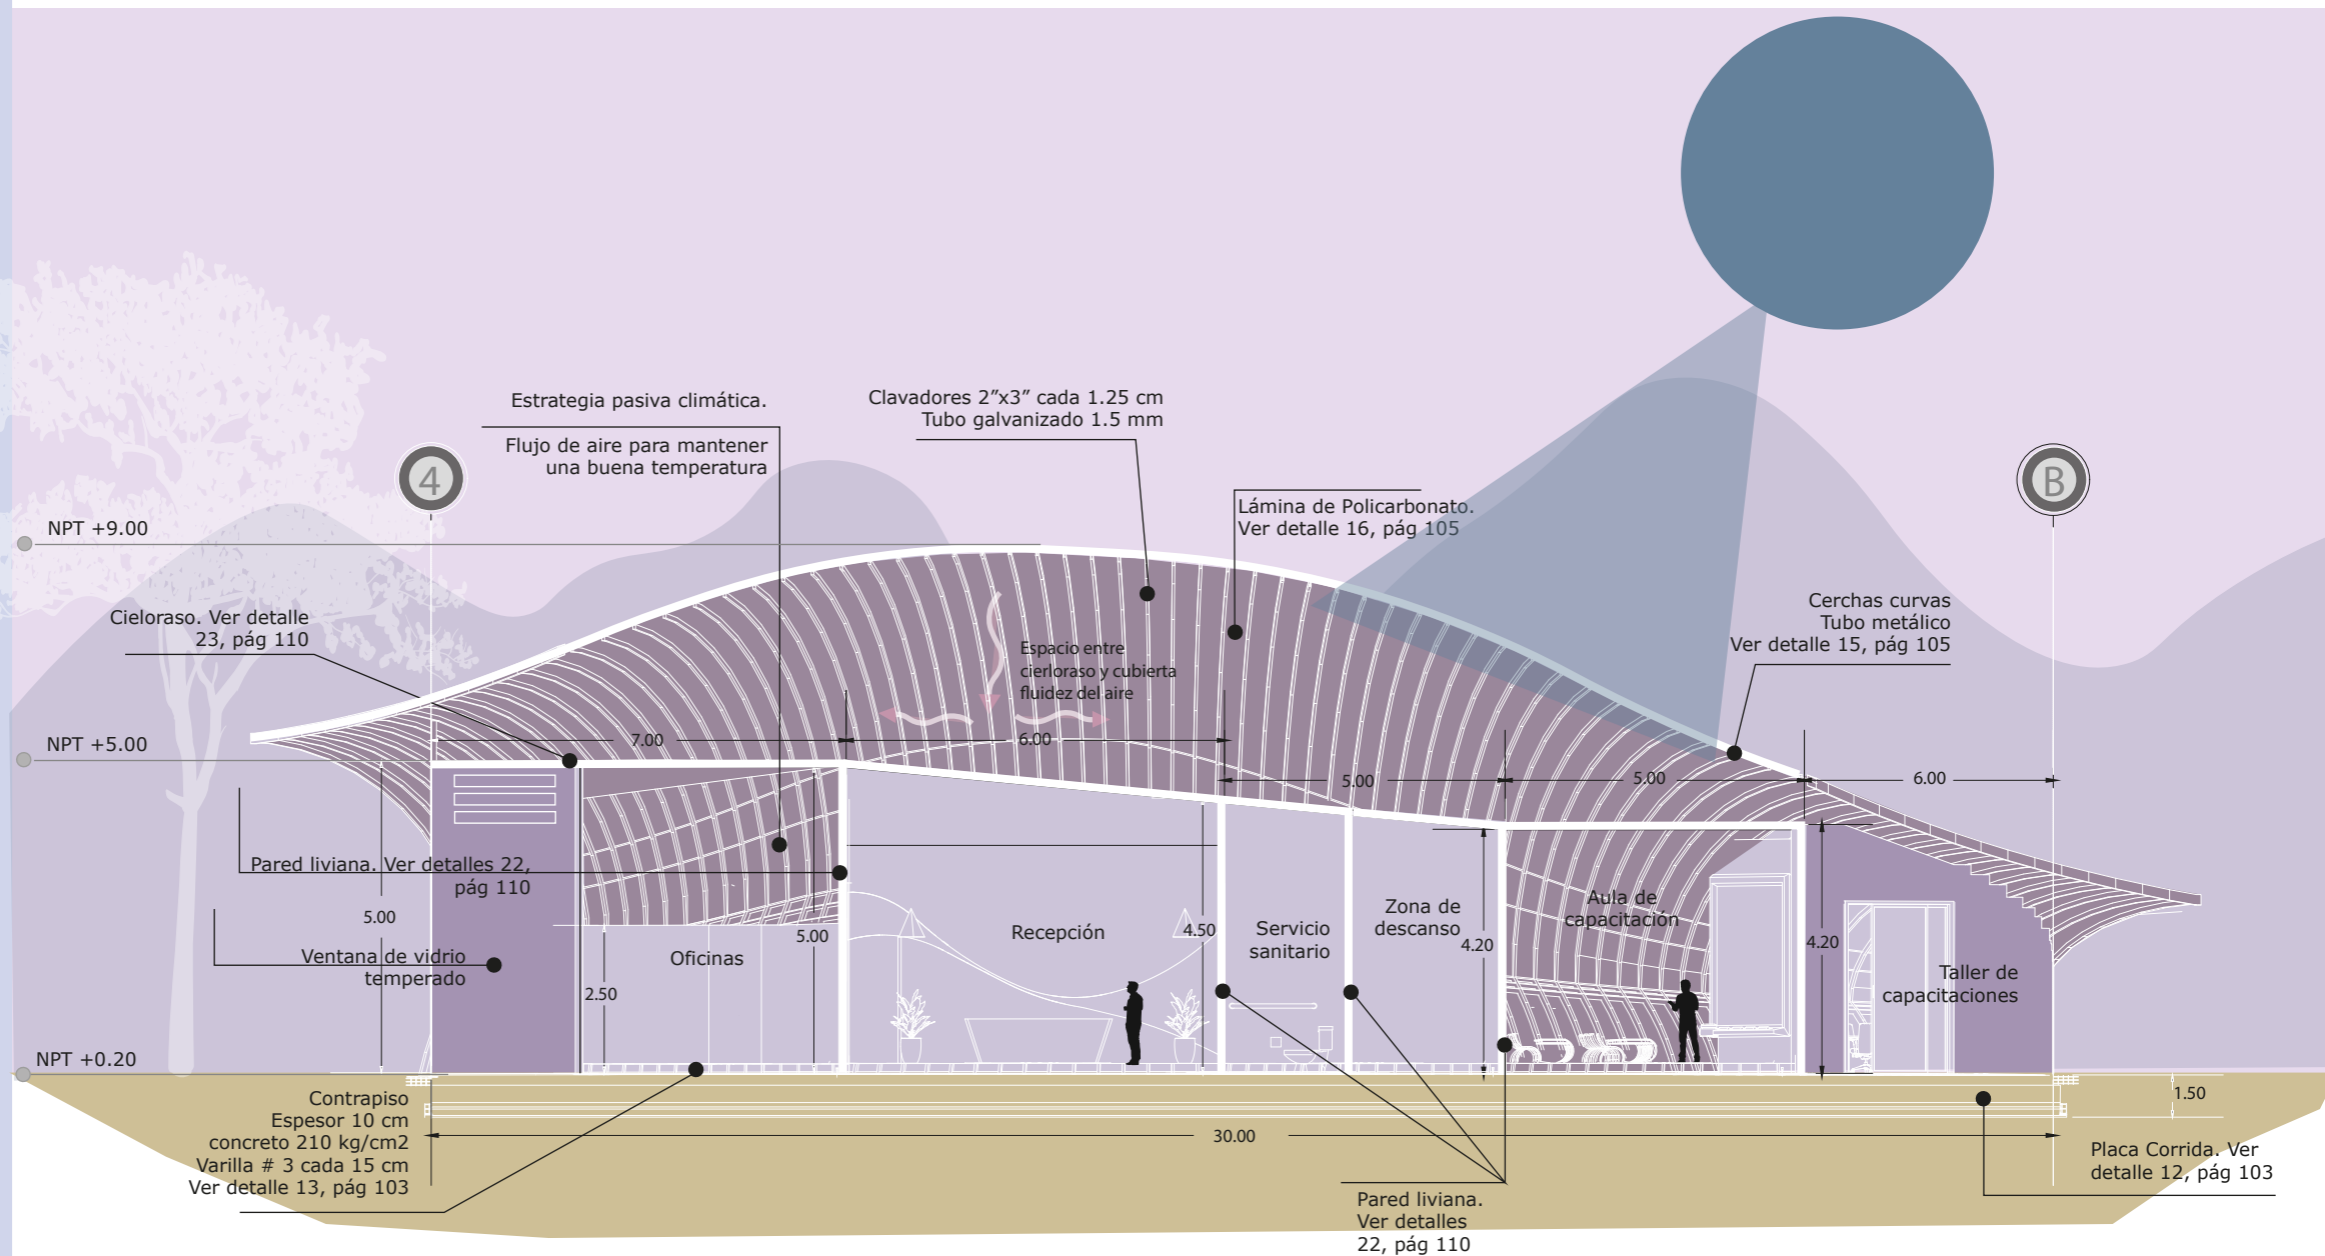 Estrategia pasiva climática.
Flujo de aire para mantener
una buena temperatura
Clavadores 2”x3” cada 1.25 cm
Tubo galvanizado 1.5 mm
4
B
Lámina de Policarbonato.
Ver detalle 16, pág 105
NPT +9.00
Cieloraso. Ver detalle
23, pág 110
Cerchas curvas
Tubo metálico
Ver detalle 15, pág 105
Espacio entre
cierloraso y cubierta
fluidez del aire
NPT +5.00
7.00
6.00
5.00
5.00
6.00
Pared liviana. Ver detalles 22,
pág 110
5.00
Ventana de vidrio
temperado
2.50
Oficinas
5.00
Recepción
4.50
Servicio
sanitario
Zona de
descanso
4.20
Aula de
capacitación
4.20
Taller de
capacitaciones
NPT +0.20
Contrapiso
Espesor 10 cm
concreto 210 kg/cm2
Varilla # 3 cada 15 cm
Ver detalle 13, pág 103
30.00
1.50
Placa Corrida. Ver
detalle 12, pág 103
Pared liviana.
Ver detalles
22, pág 110